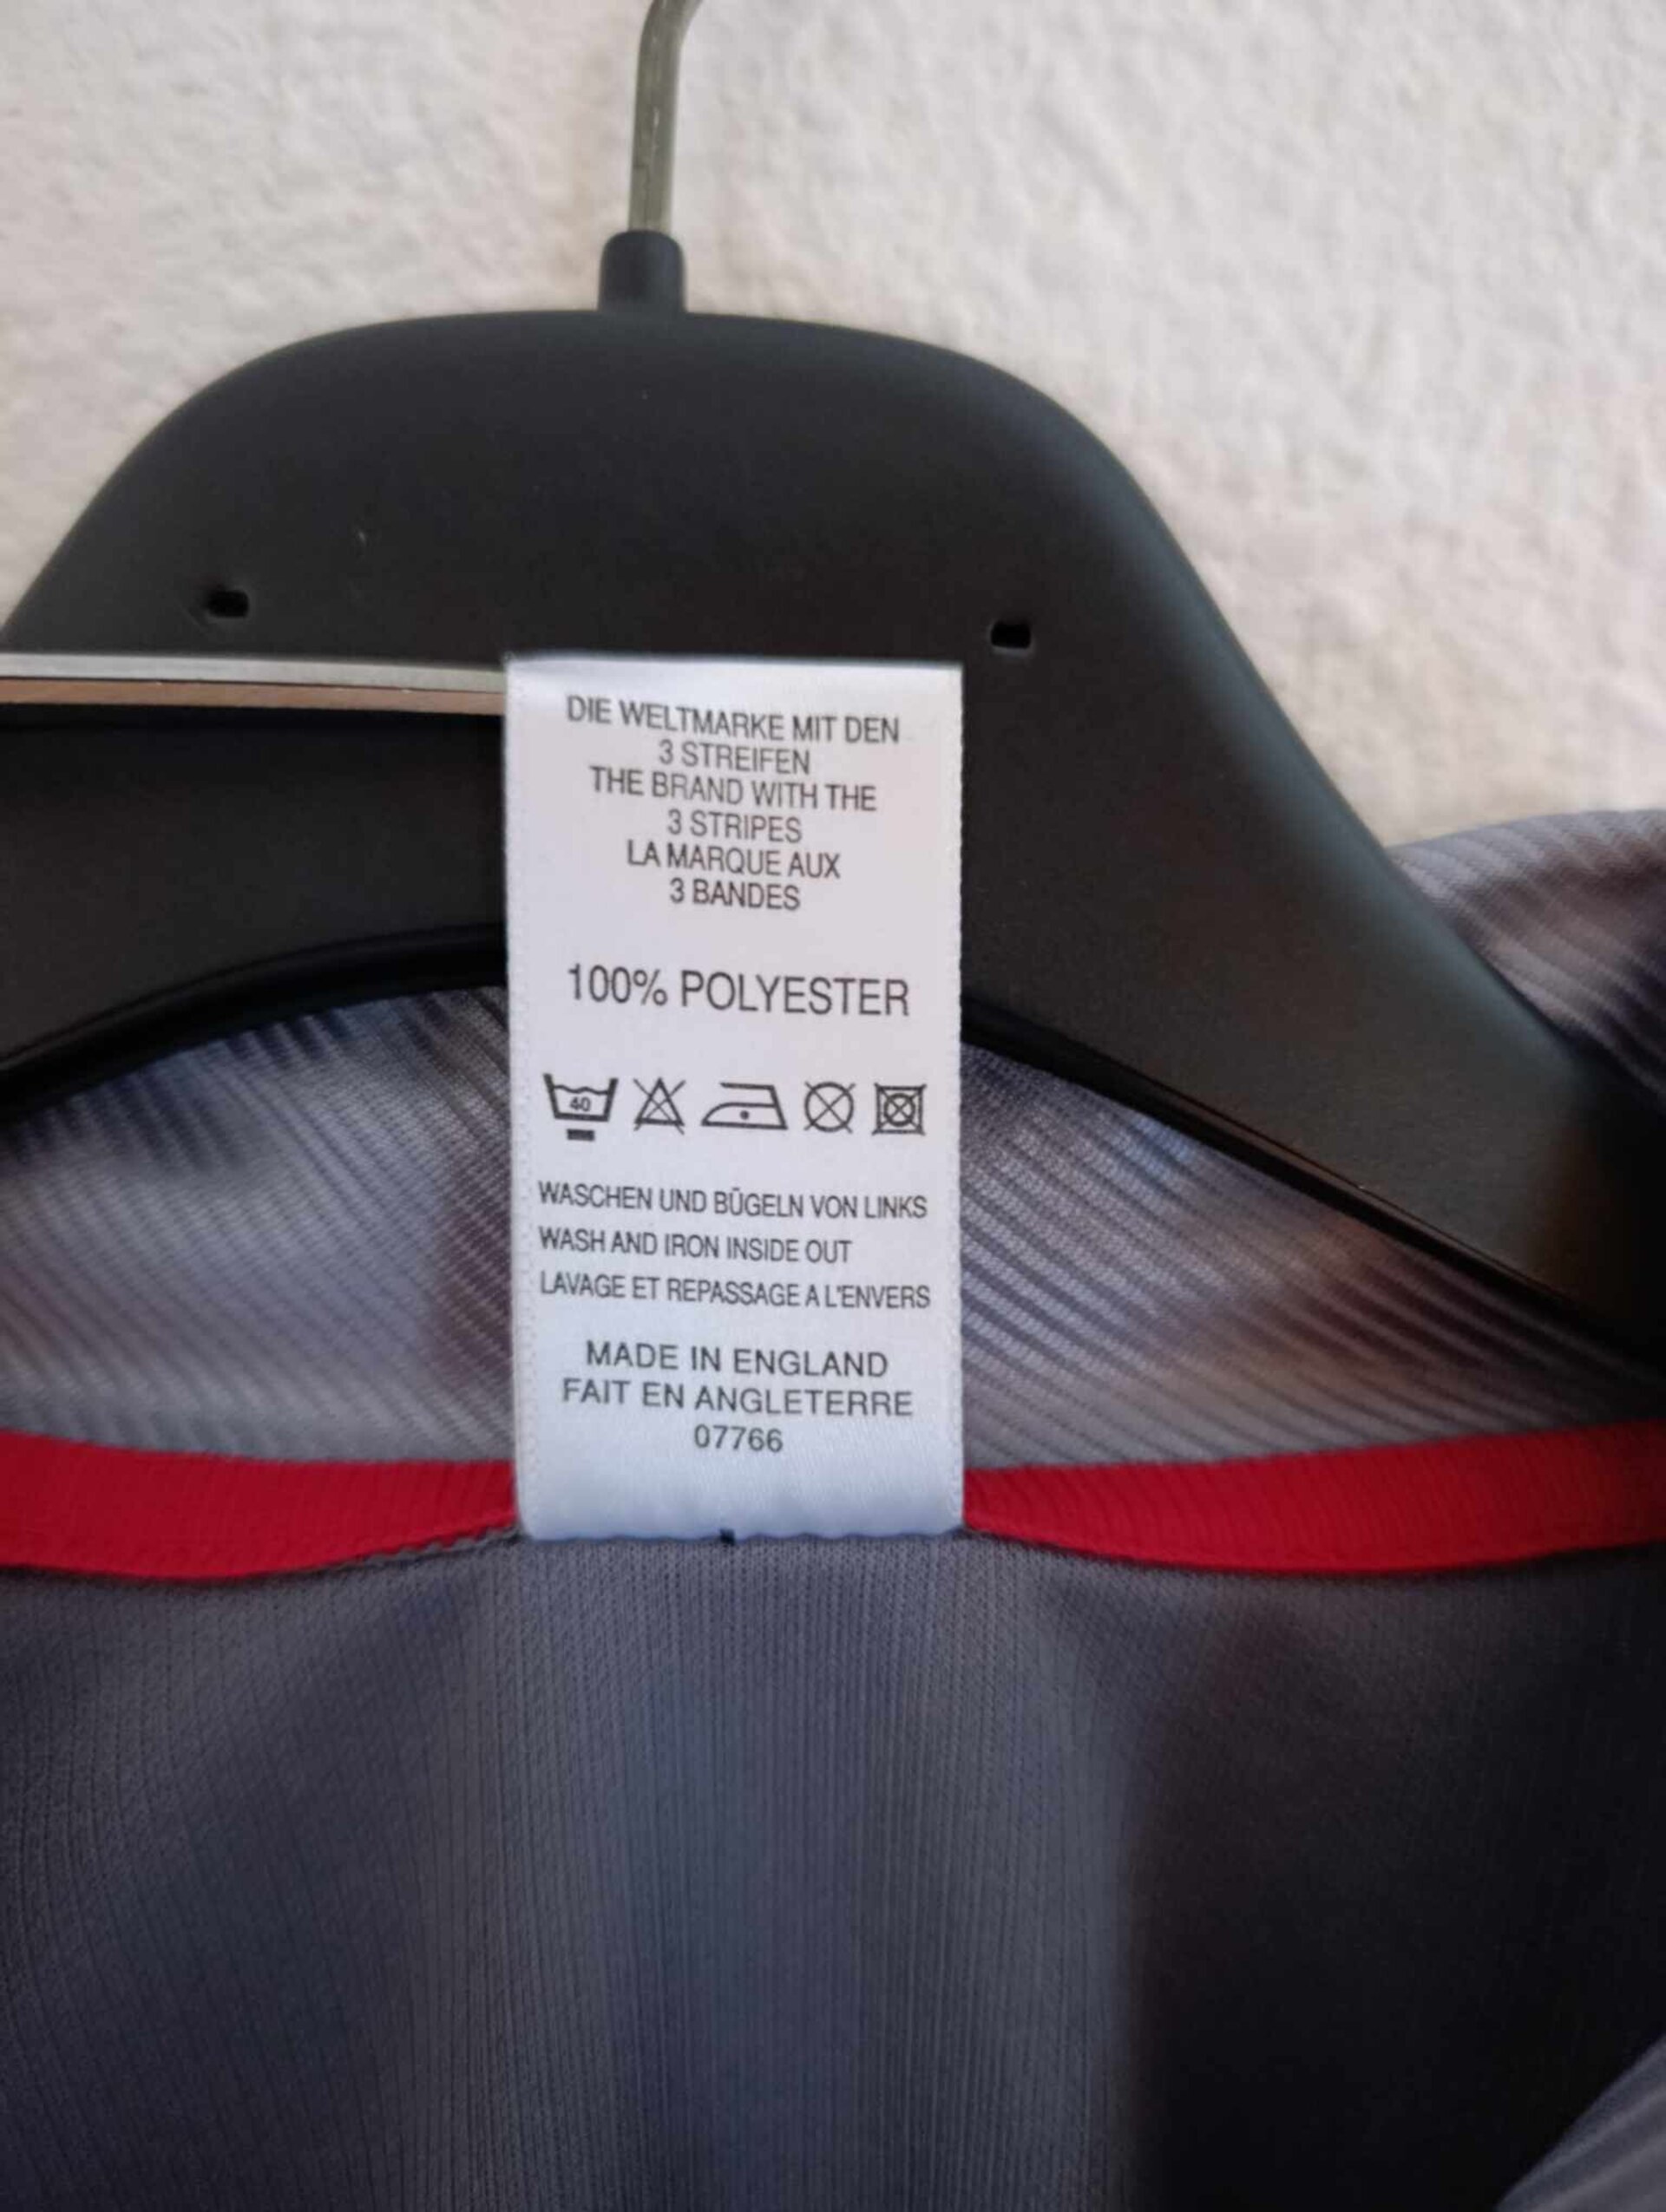 DIE WELTMARKE MIT DEN
3 STREIFEN
THE BRAND WITH THE
3 STRIPES
LA MARQUE AUX
3 BANDES
100% POLYESTER
40
WASCHEN UND BÜGELN VON LINKS
WASH AND IRON INSIDE OUT
LAVAGE ET REPASSAGE A L'ENVERS
MADE IN ENGLAND
FAIT EN ANGLETERRE
07766